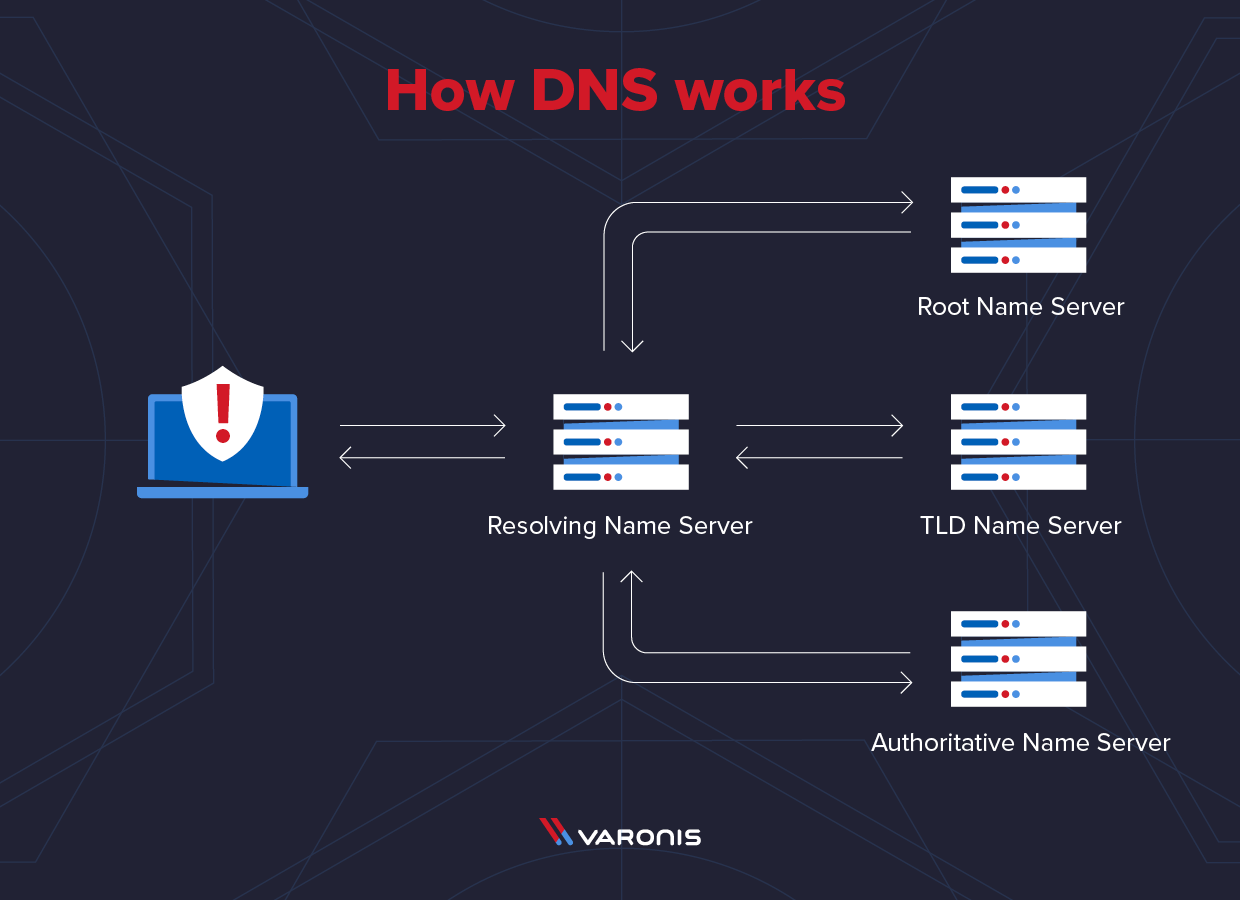 How DNS works
Root Name Server
Resolving Name Server
TLD Name Server
Authoritative Name Server
VARONIS